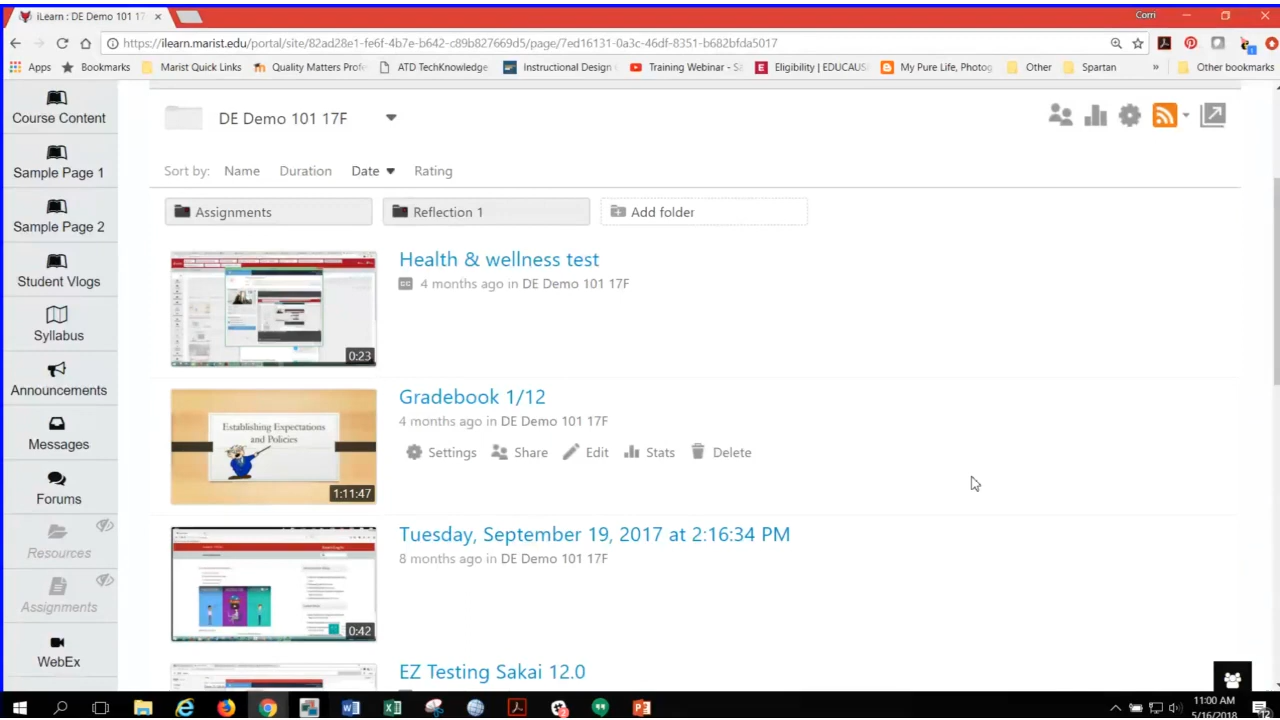 iLearn : DE Demo 101 17
Corri
https://ilearn.marist.edu/portal/site/82ad28e1-fe6f-4b7e-b642-c89b827669d5/page/7ed16131-0a3c-46df-8351-b682bfda5017
Apps Bookmarks Marist Quick Links Quality Matters Profe ATD Tecknowledge Instructional Design Training Webinar - Sa Eligibility | EDUCAUS My Pure Life, Photog Other Spartan » Other bookmarks
Course Content
Sample Page 1
Sample Page 2
Student Vlogs
Syllabus
Announcements
Messages
Forums
Resources
Assignments
WebEx
DE Demo 101 17F
Sort by: Name Duration Date Rating
Assignments Reflection 1 Add folder
Health & wellness test
CC 4 months ago in DE Demo 101 17F
0:23
Gradebook 1/12
4 months ago in DE Demo 101 17F
Settings Share Edit Stats Delete
Establishing Expectations
and Policies
1:11:47
Tuesday, September 19, 2017 at 2:16:34 PM
8 months ago in DE Demo 101 17F
0:42
EZ Testing Sakai 12.0
11:00 AM
5/16/2018